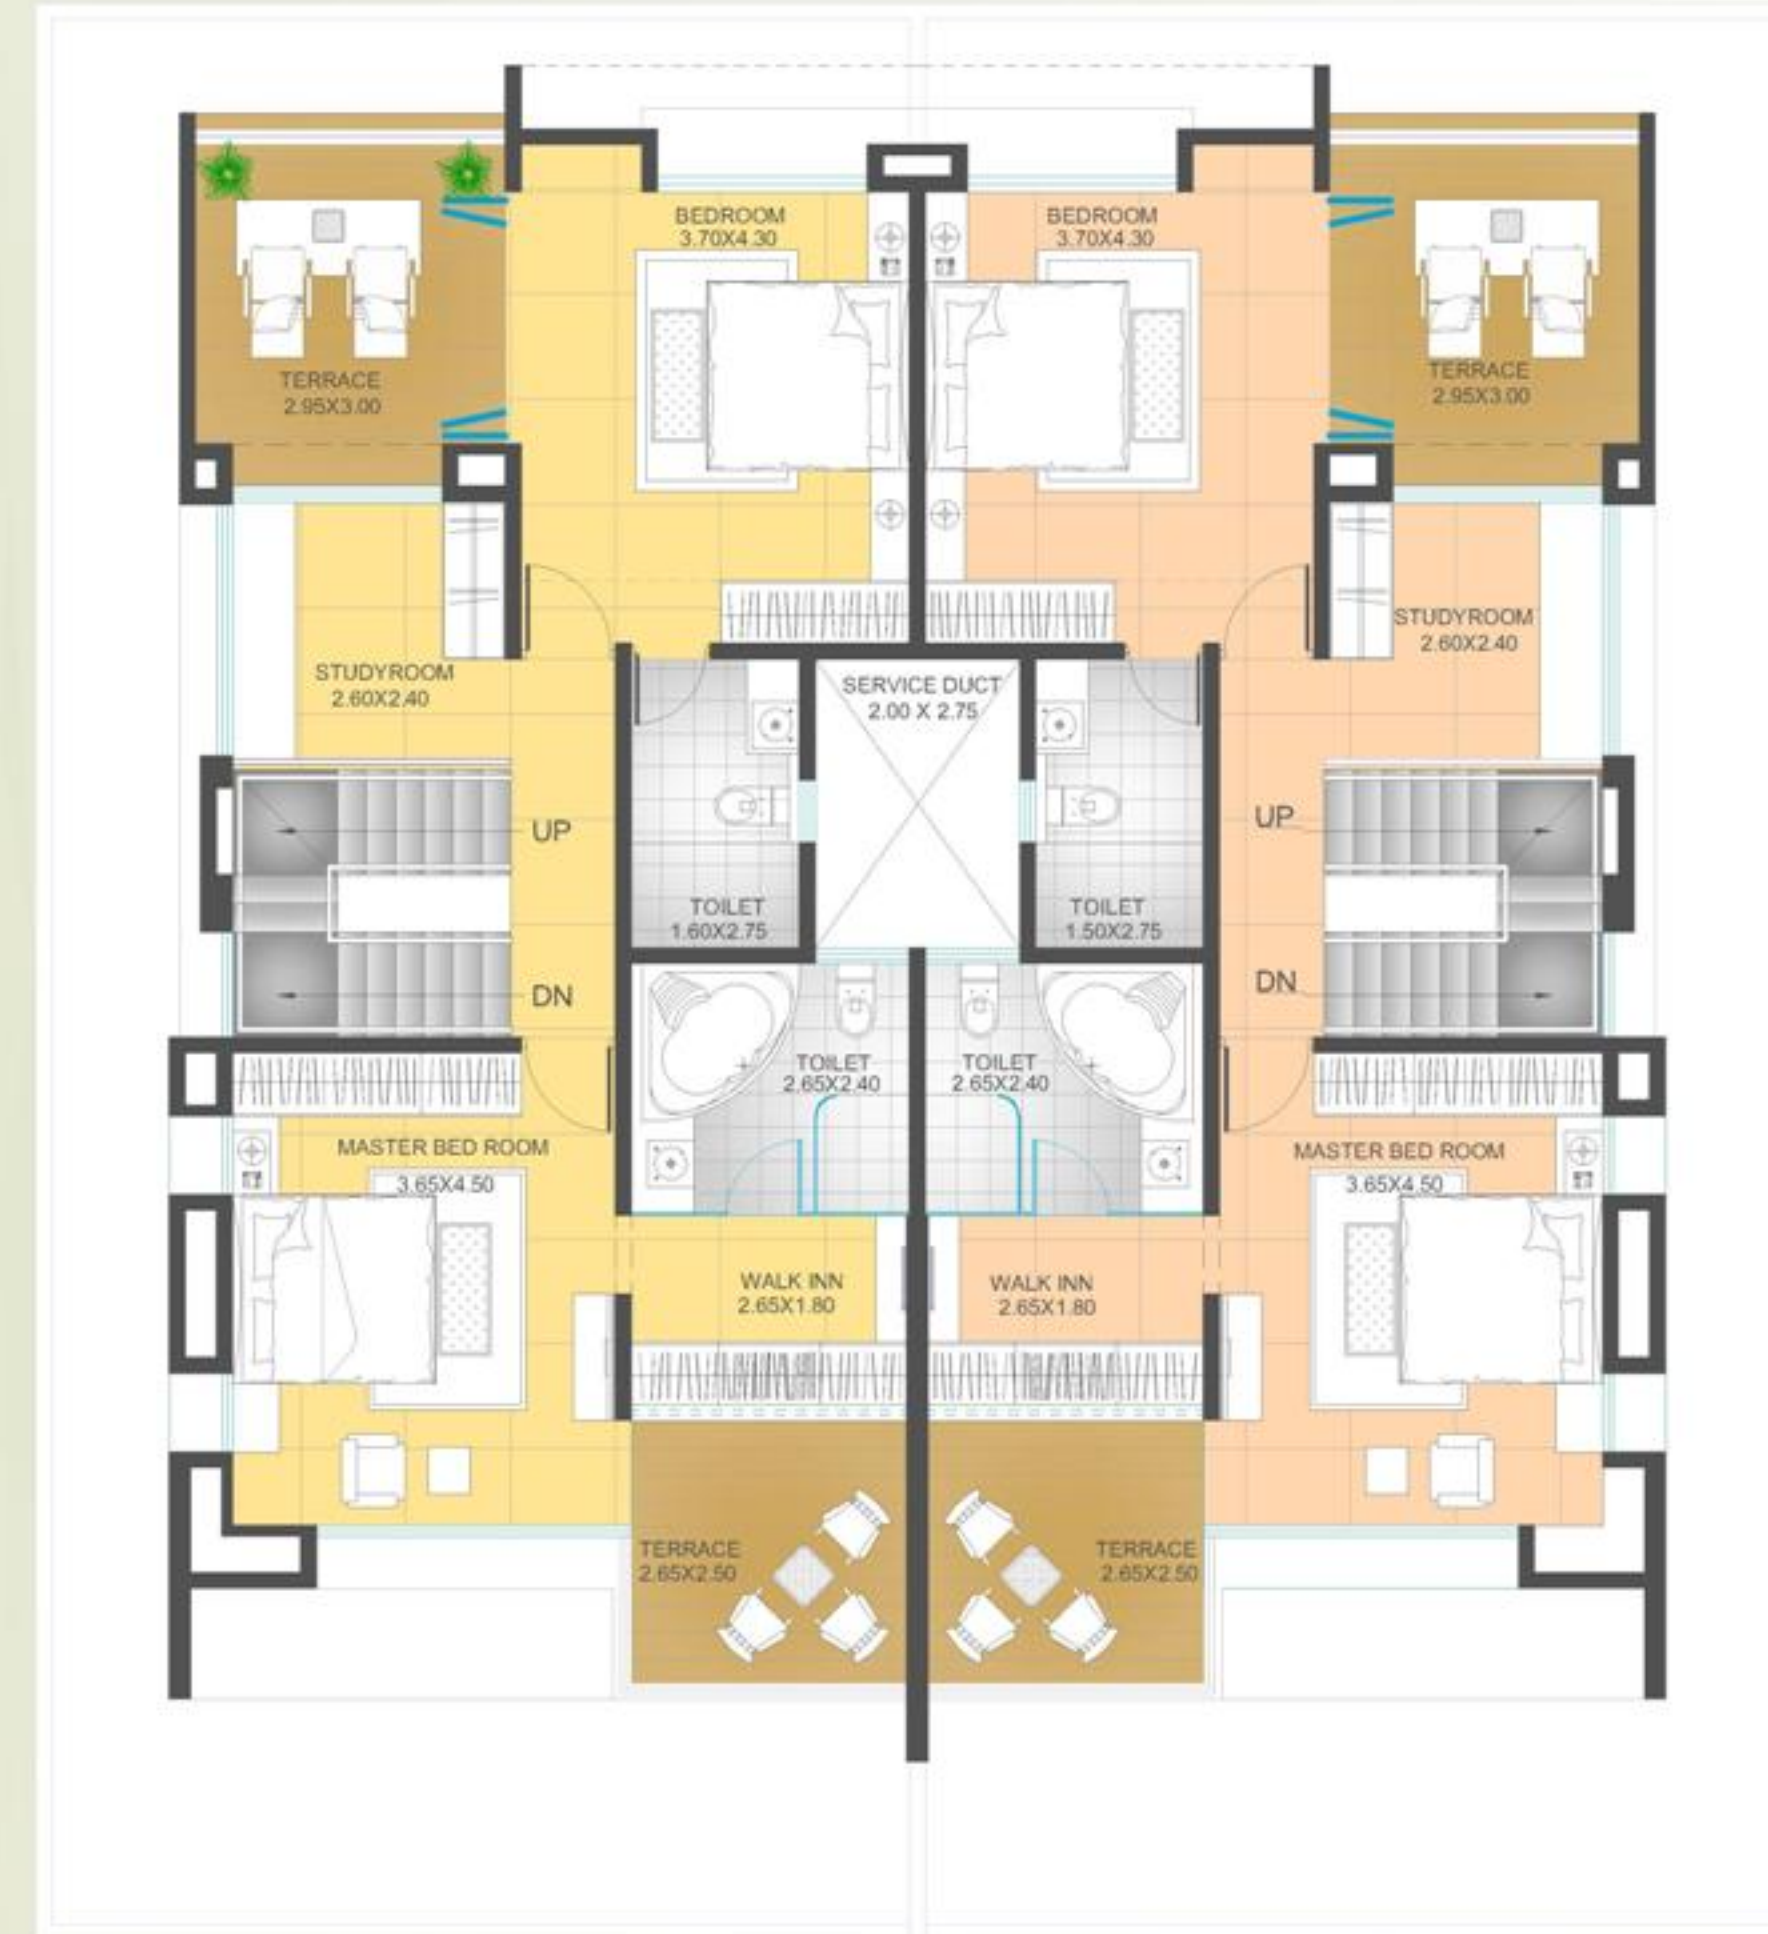 BEDROOM
3.70X4.30
BEDROOM
3.70X4.30
TERRACE
2.95X3.00
TERRACE
2.95X3.00
STUDYROOM
2.60X2.40
SERVICE DUCT
2.00 X 2.75
STUDYROOM
2.60X2.40
UP
UP
TOILET
1.60X2.75
TOILET
1.50X2.75
DN
DN
TOILET
2.65X2.40
TOILET
2.65X2.40
MASTER BED ROOM
3.65X4.50
MASTER BED ROOM
3.65X4.50
WALK INN
2.65X1.80
WALK INN
2.65X1.80
TERRACE
2.65X2.50
TERRACE
2.65X2.50